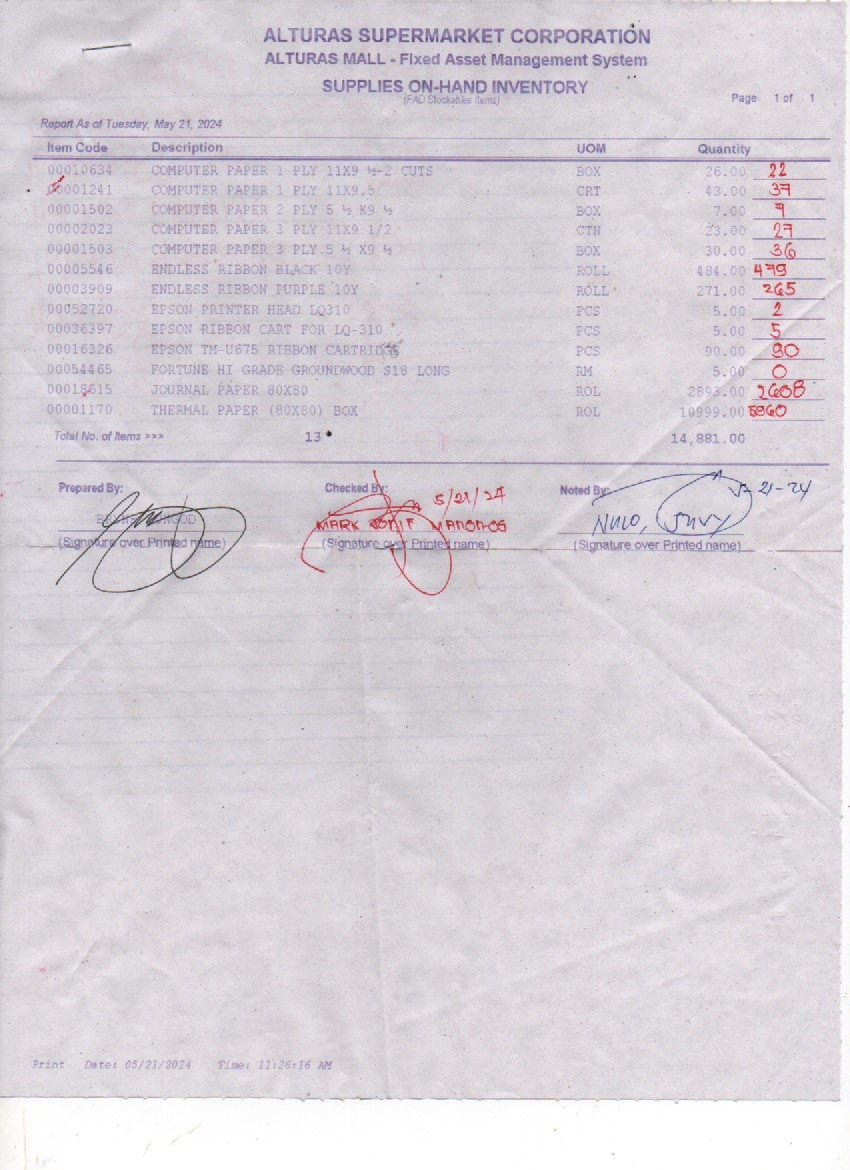 ALTURAS SUPERMARKET CORPORATION
ALTURAS MALL - Fixed Asset Management System
SUPPLIES ON-HAND INVENTORY
(FAD Stockables Items)
Page 1 of 1
Report As of Tuesday, May 21, 2024
Item Code Description UOM Quantity
00010634 COMPUTER PAPER 1 PLY 11X9 ½-2 CUTS BOX 26.00 22
00001241 COMPUTER PAPER 1 PLY 11X9.5 CRT 43.00 37
00001502 COMPUTER PAPER 2 PLY 5 ½ X9 ½ BOX 7.00 7
00002023 COMPUTER PAPER 3 PLY 11X9 1/2 CTN 23.00 27
00001503 COMPUTER PAPER 3 PLY 5 ½ X9 ½ BOX 30.00 36
00005546 ENDLESS RIBBON BLACK 10Y ROLL 484.00 479
00003909 ENDLESS RIBBON PURPLE 10Y ROLL 271.00 265
00052720 EPSON PRINTER HEAD LQ310 PCS 5.00 2
00036397 EPSON RIBBON CART FOR LQ-310 PCS 5.00 5
00016326 EPSON TM-U675 RIBBON CARTRIDGE PCS 90.00 90
00054465 FORTUNE HI GRADE GROUNDWOOD S18 LONG RM 5.00 0
00018615 JOURNAL PAPER 80X80 ROL 2893.00 2608
00001170 THERMAL PAPER (80X80) BOX ROL 10999.00
Total No. of Items >>> 13 14,881.00
Prepared By: Checked By: 5/21/24 Noted By: 5-21-24
MARK
(Signature over Printed name) (Signature over Printed name) (Signature over Printed name)
Print Date: 05/21/2024 Time: 11:26:16 AM